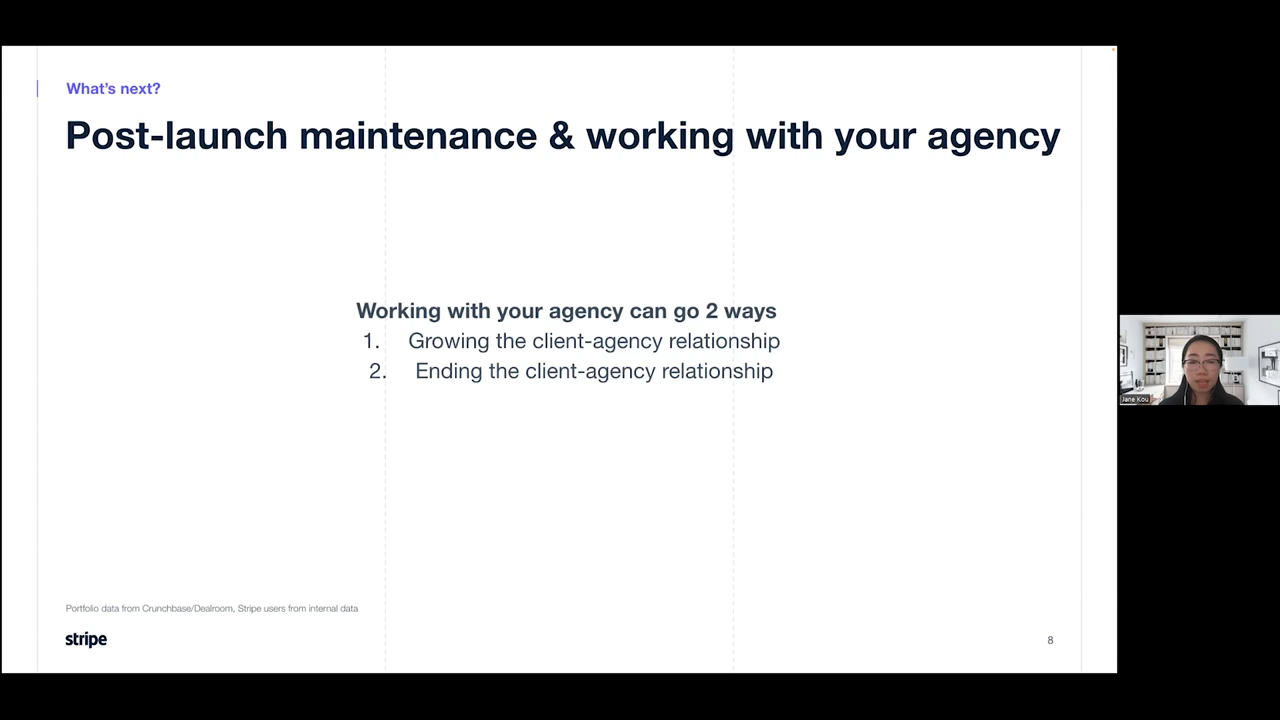 What's next?
Post-launch maintenance & working with your agency
Working with your agency can go 2 ways
1. Growing the client-agency relationship
2. Ending the client-agency relationship
Jane Kou
Portfolio data from Crunchbase/Dealroom, Stripe users from internal data
stripe
8